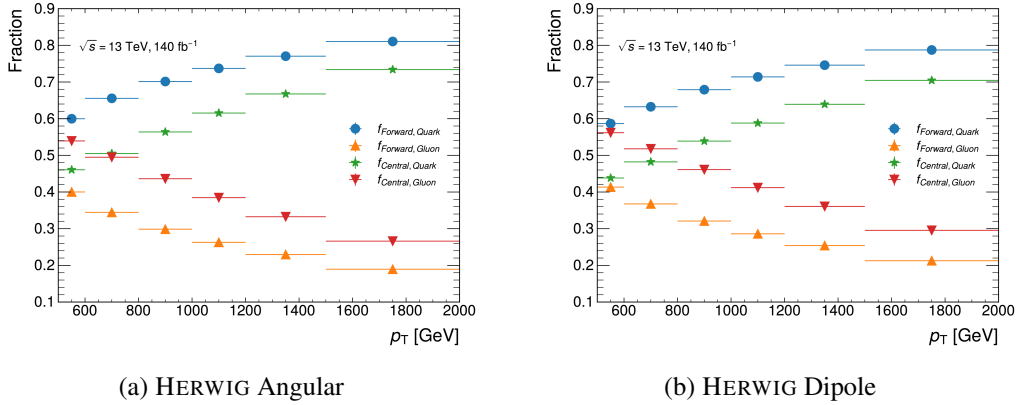 Fraction
0.9
0.8
0.7
0.6
0.5
0.4
0.3
0.2
0.1
√s = 13 TeV, 140 fb⁻¹
f_Forward, Quark
f_Forward, Gluon
f_Central, Quark
f_Central, Gluon
600 800 1000 1200 1400 1600 1800 2000
p_T [GeV]
(a) HERWIG Angular
Fraction
0.9
0.8
0.7
0.6
0.5
0.4
0.3
0.2
0.1
√s = 13 TeV, 140 fb⁻¹
f_Forward, Quark
f_Forward, Gluon
f_Central, Quark
f_Central, Gluon
600 800 1000 1200 1400 1600 1800 2000
p_T [GeV]
(b) HERWIG Dipole